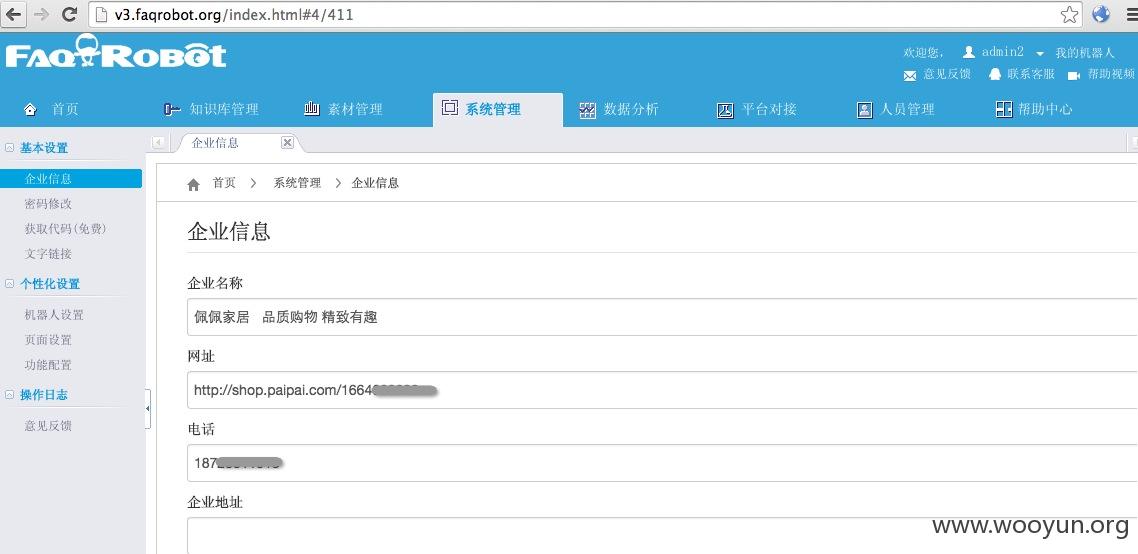 v3.faqrobot.org/index.html#4/411
FAQROBOT
欢迎您, admin2 我的机器人
意见反馈 联系客服 帮助视频
首页 知识库管理 素材管理 系统管理 数据分析 平台对接 人员管理 帮助中心
基本设置
企业信息
密码修改
获取代码(免费)
文字链接
个性化设置
机器人设置
页面设置
功能配置
操作日志
意见反馈
企业信息
首页 > 系统管理 > 企业信息
企业信息
企业名称
佩佩家居 品质购物 精致有趣
网址
http://shop.paipai.com/1664
电话
187
企业地址
www.wooyun.org